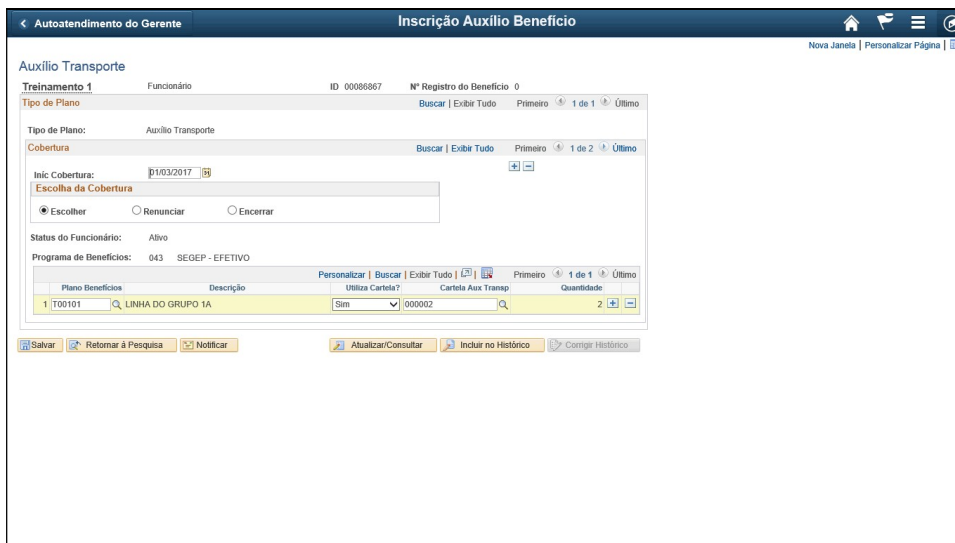 Autoatendimento do Gerente
Inscrição Auxílio Benefício
Nova Janela | Personalizar Página |
Auxílio Transporte
Treinamento 1 Funcionário ID 00086867 Nº Registro do Benefício 0
Tipo de Plano Buscar | Exibir Tudo Primeiro 1 de 1 Último
Tipo de Plano: Auxílio Transporte
Cobertura Buscar | Exibir Tudo Primeiro 1 de 2 Último
Iníc Cobertura: 01/03/2017
Escolha da Cobertura
Escolher Renunciar Encerrar
Status do Funcionário: Ativo
Programa de Benefícios: 043 SEGEP - EFETIVO
Personalizar | Buscar | Exibir Tudo | | Primeiro 1 de 1 Último
Plano Benefícios Descrição Utiliza Cartela? Cartela Aux Transp Quantidade
1 T00101 LINHA DO GRUPO 1A Sim 000002 2
Salvar Retornar à Pesquisa Notificar Atualizar/Consultar Incluir no Histórico Corrigir Histórico